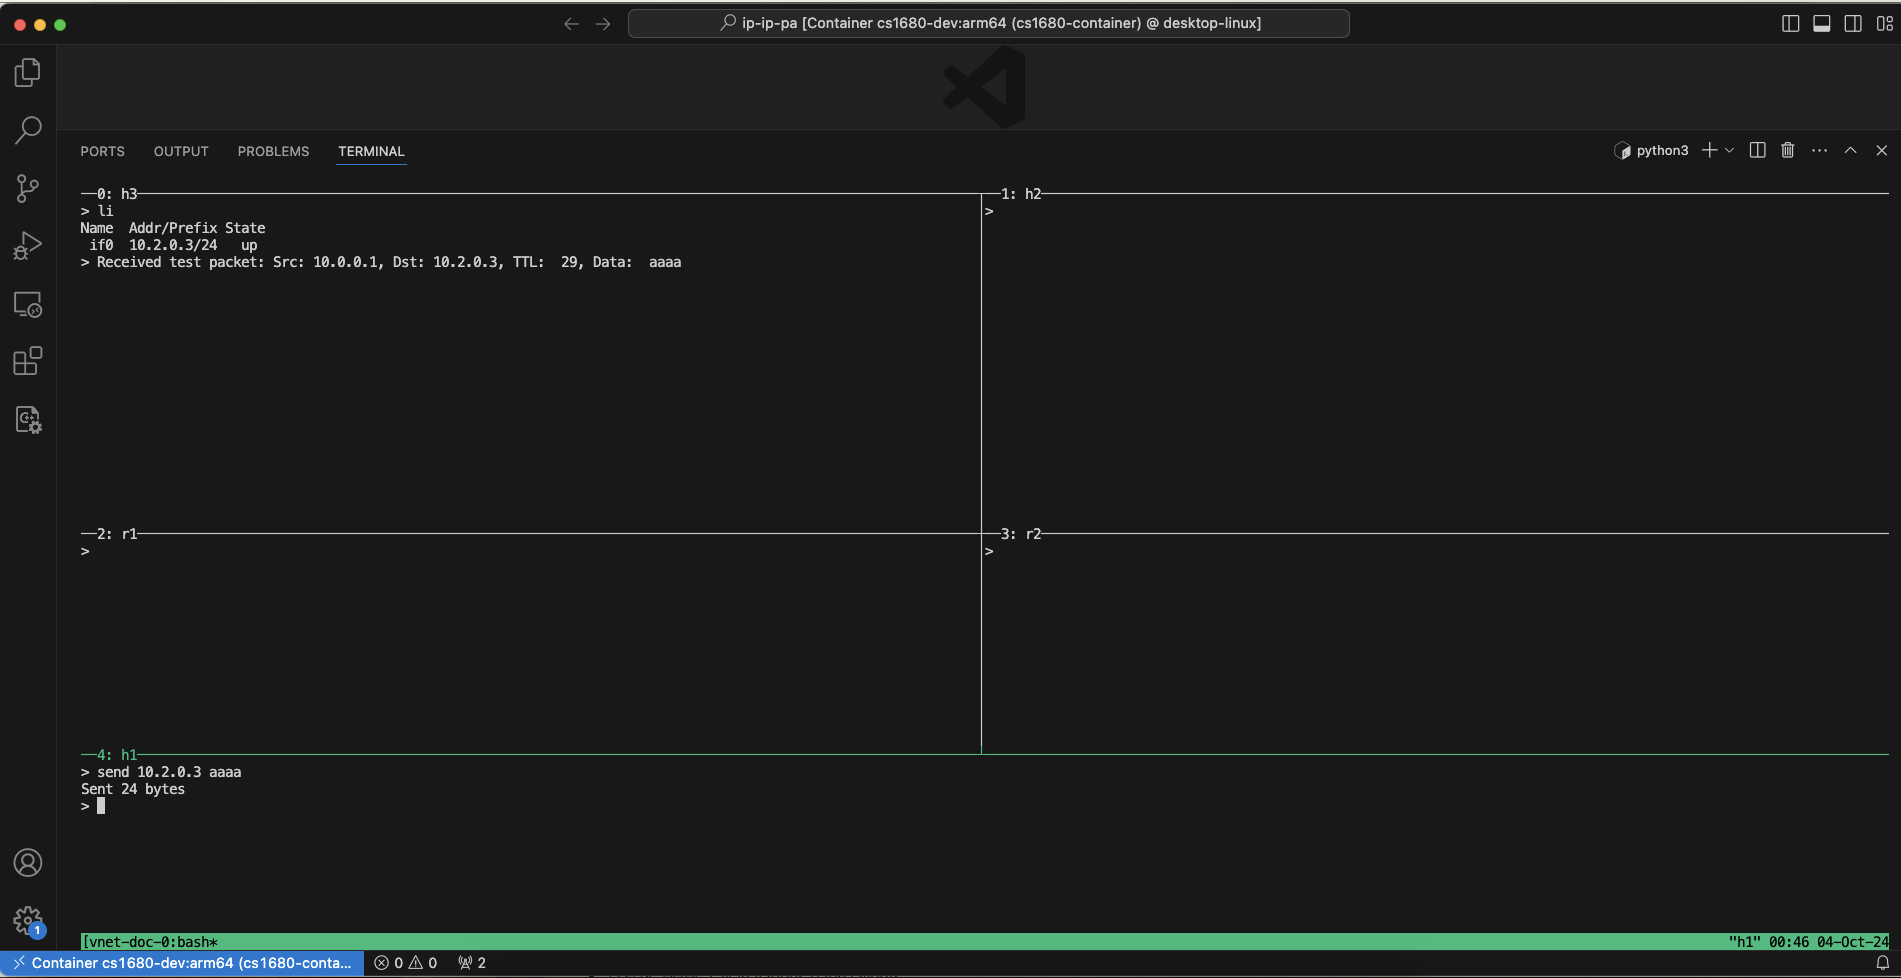 ip-ip-pa [Container cs1680-dev:arm64 (cs1680-container) @ desktop-linux]
PORTS OUTPUT PROBLEMS TERMINAL
python3
0: h3
> li
Name  Addr/Prefix State
 if0  10.2.0.3/24   up
> Received test packet: Src: 10.0.0.1, Dst: 10.2.0.3, TTL:  29, Data:  aaaa
1: h2
>
2: r1
>
3: r2
>
4: h1
> send 10.2.0.3 aaaa
Sent 24 bytes
>
1
[vnet-doc-0:bash*
"h1" 00:46 04-Oct-24
Container cs1680-dev:arm64 (cs1680-conta...
0 0 2